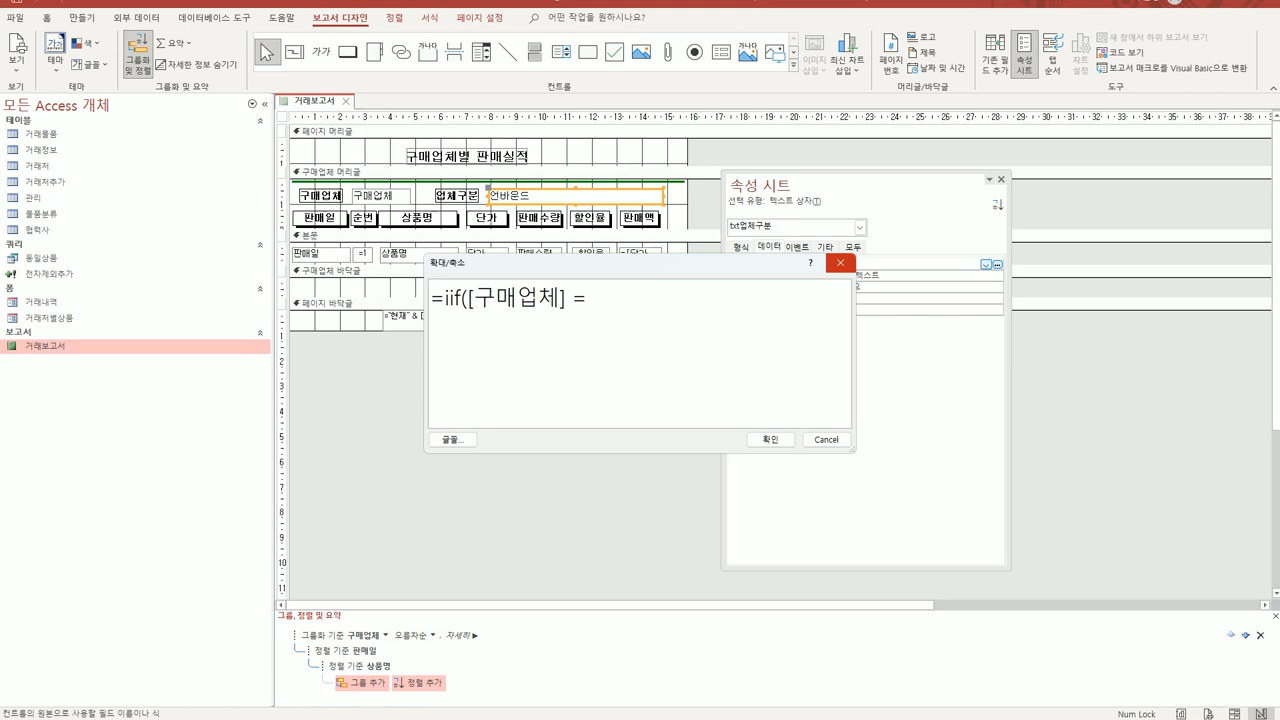 파일 홈 만들기 외부 데이터 데이터베이스 도구 도움말 보고서 디자인 정렬 서식 페이지 설정 어떤 작업을 원하시나요?
보기 테마 색 글꼴 그룹화 및 정렬 요약 자세한 정보 숨기기 가가 가나다 가나다 이미지 삽입 최신 차트 삽입 페이지 번호 로고 제목 날짜 및 시간 기존 필드 추가 속성 시트 탭 순서 차트 설정 새 창에서 하위 보고서 보기 코드 보기 보고서 매크로를 Visual Basic으로 변환
보기 테마 그룹화 및 요약 컨트롤 머리글/바닥글 도구
모든 Access 개체
테이블
거래물품
거래정보
거래처
거래처추가
관리
물품분류
협력사
쿼리
동일상품
전자제외추가
폼
거래내역
거래처별상품
보고서
거래보고서
거래보고서
페이지 머리글
구매업체별 판매실적
구매업체 머리글
구매업체 구매업체 업체구분 언바운드
판매일 순번 상품명 단가 판매수량 할인율 판매액
본문
판매일 =1 상품명
구매업체 바닥글
페이지 바닥글
="현재" & [
속성 시트
선택 유형: 텍스트 상자(I)
txt업체구분
형식 데이터 이벤트 기타 모두
텍스트
확대/축소
?
=iif([구매업체] =
글꼴...
확인
Cancel
그룹, 정렬 및 요약
그룹화 기준 구매업체 오름차순 , 자세히
정렬 기준 판매일
정렬 기준 상품명
그룹 추가 정렬 추가
컨트롤의 원본으로 사용할 필드 이름이나 식
Num Lock